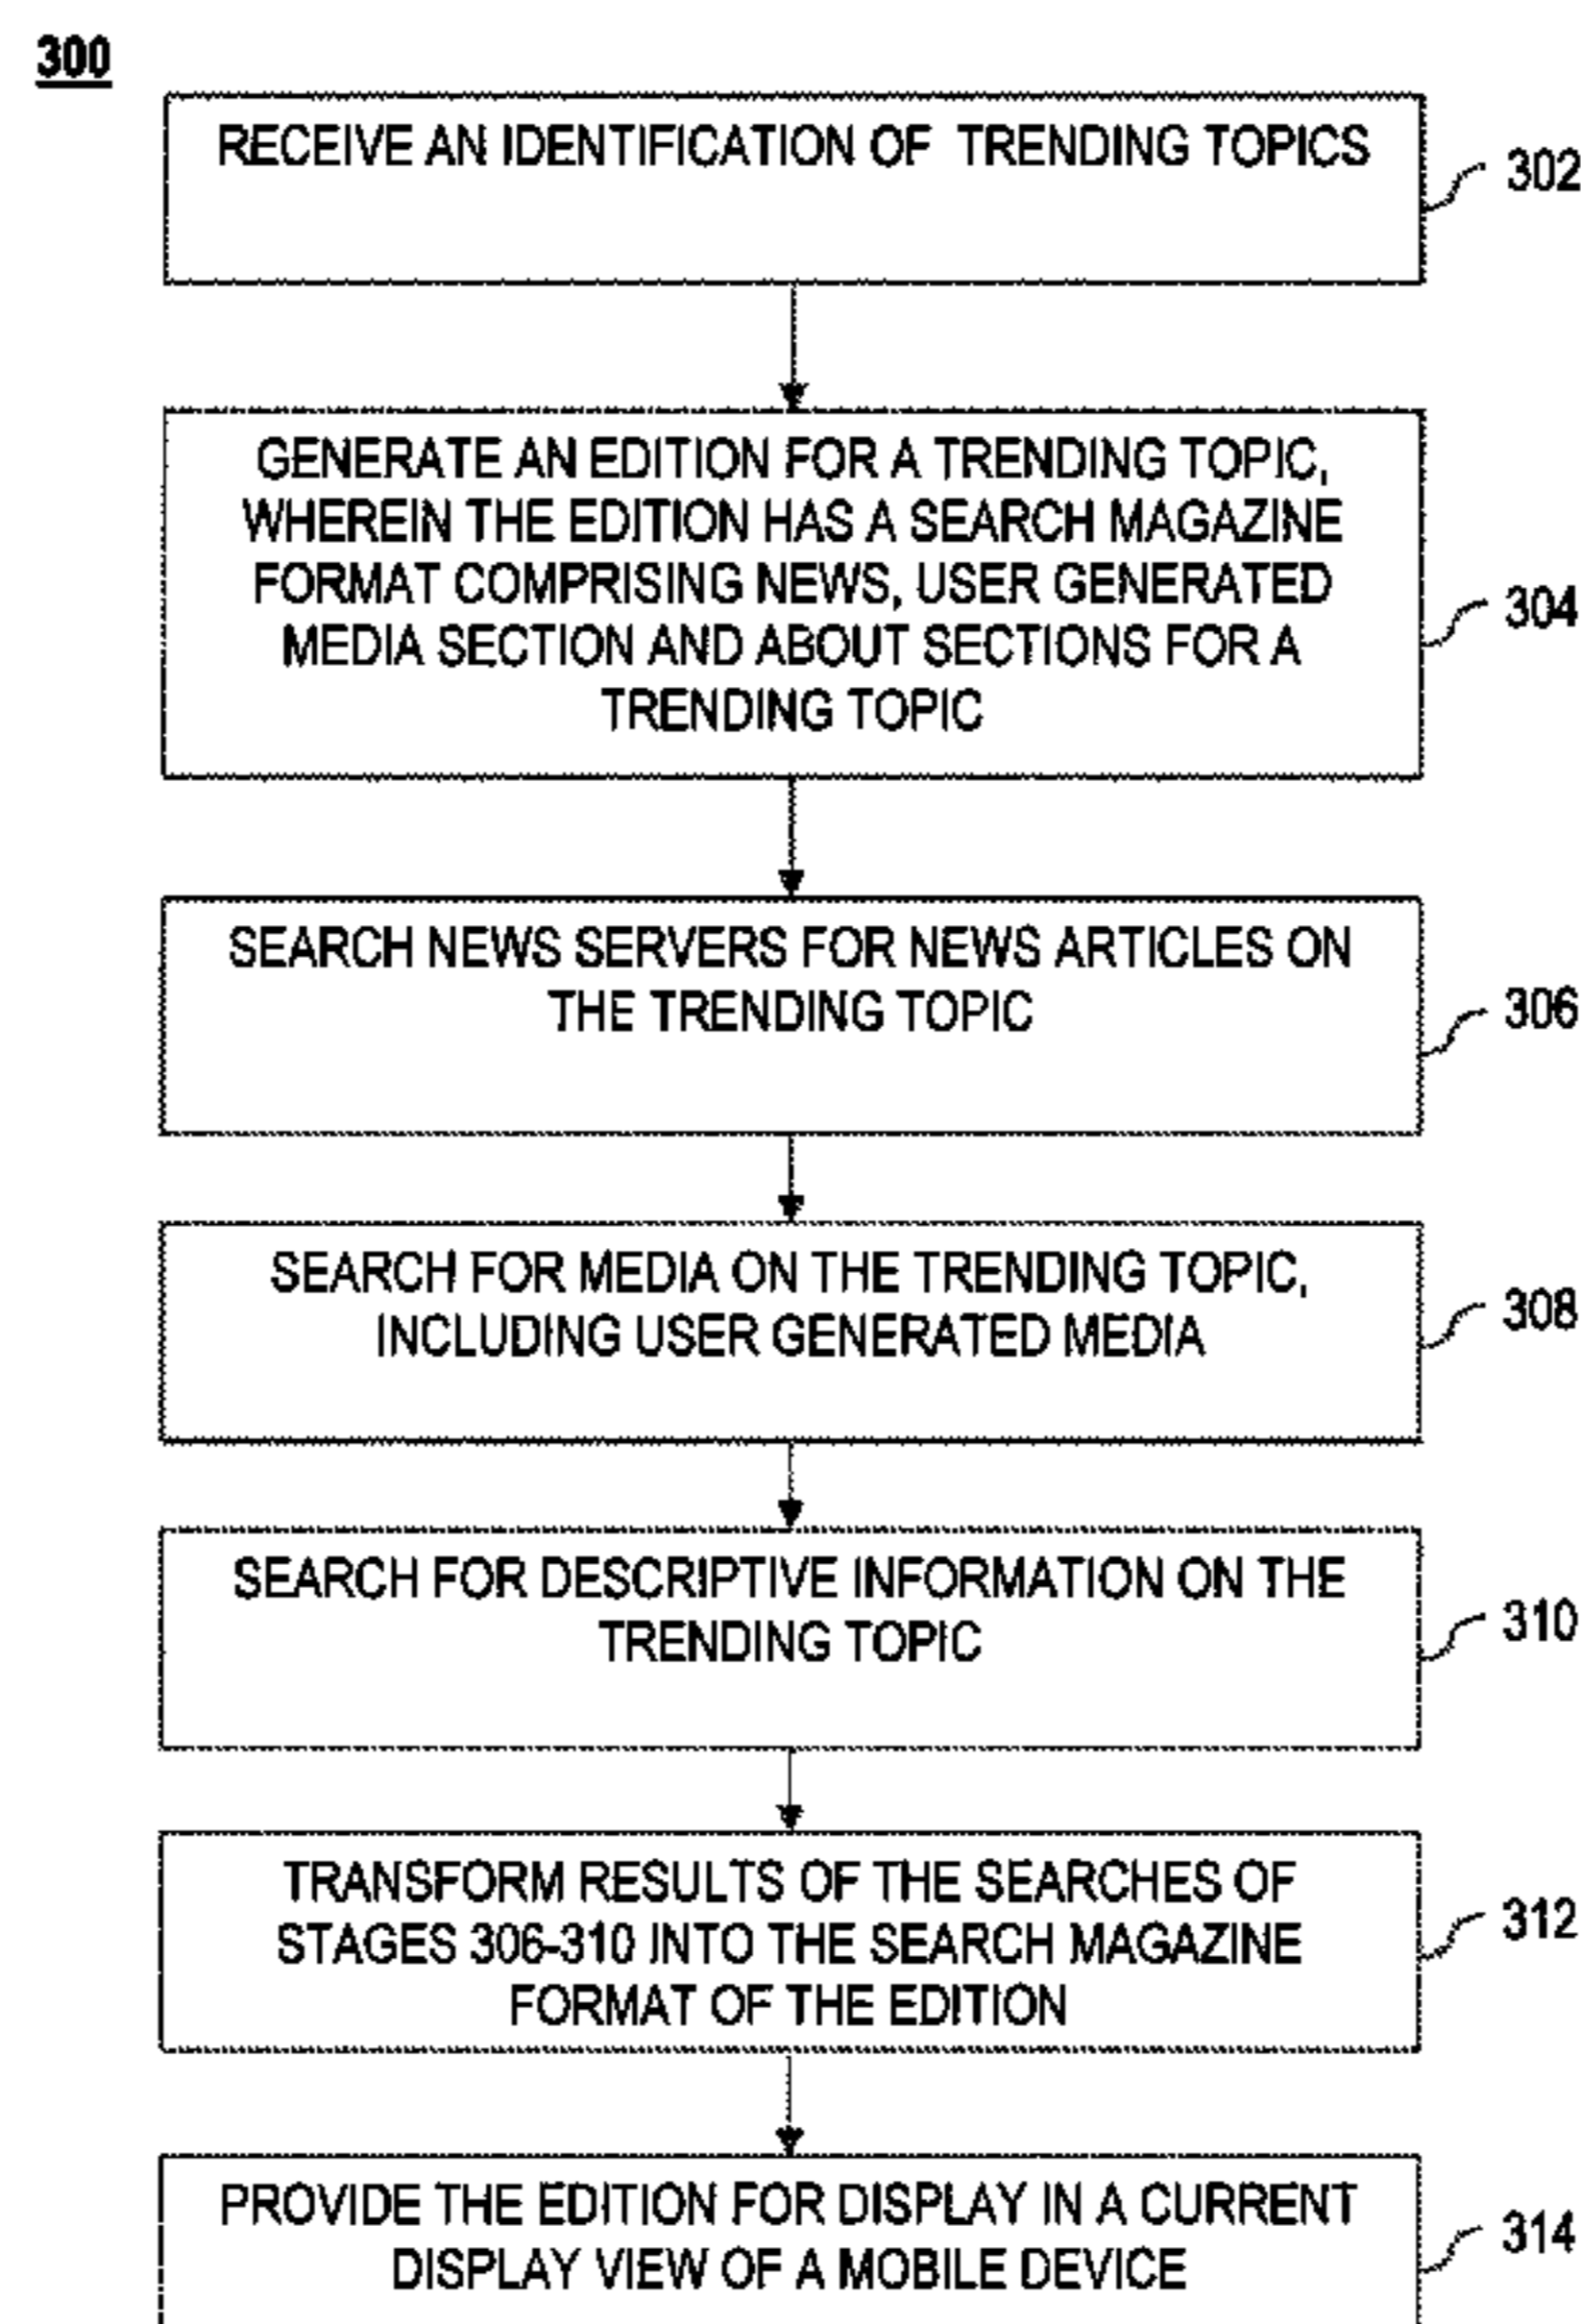 300
RECEIVE AN IDENTIFICATION OF TRENDING TOPICS
302
GENERATE AN EDITION FOR A TRENDING TOPIC,
WHEREIN THE EDITION HAS A SEARCH MAGAZINE
FORMAT COMPRISING NEWS, USER GENERATED
MEDIA SECTION AND ABOUT SECTIONS FOR A
TRENDING TOPIC
304
SEARCH NEWS SERVERS FOR NEWS ARTICLES ON
THE TRENDING TOPIC
306
SEARCH FOR MEDIA ON THE TRENDING TOPIC,
INCLUDING USER GENERATED MEDIA
308
SEARCH FOR DESCRIPTIVE INFORMATION ON THE
TRENDING TOPIC
310
TRANSFORM RESULTS OF THE SEARCHES OF
STAGES 306-310 INTO THE SEARCH MAGAZINE
FORMAT OF THE EDITION
312
PROVIDE THE EDITION FOR DISPLAY IN A CURRENT
DISPLAY VIEW OF A MOBILE DEVICE
314